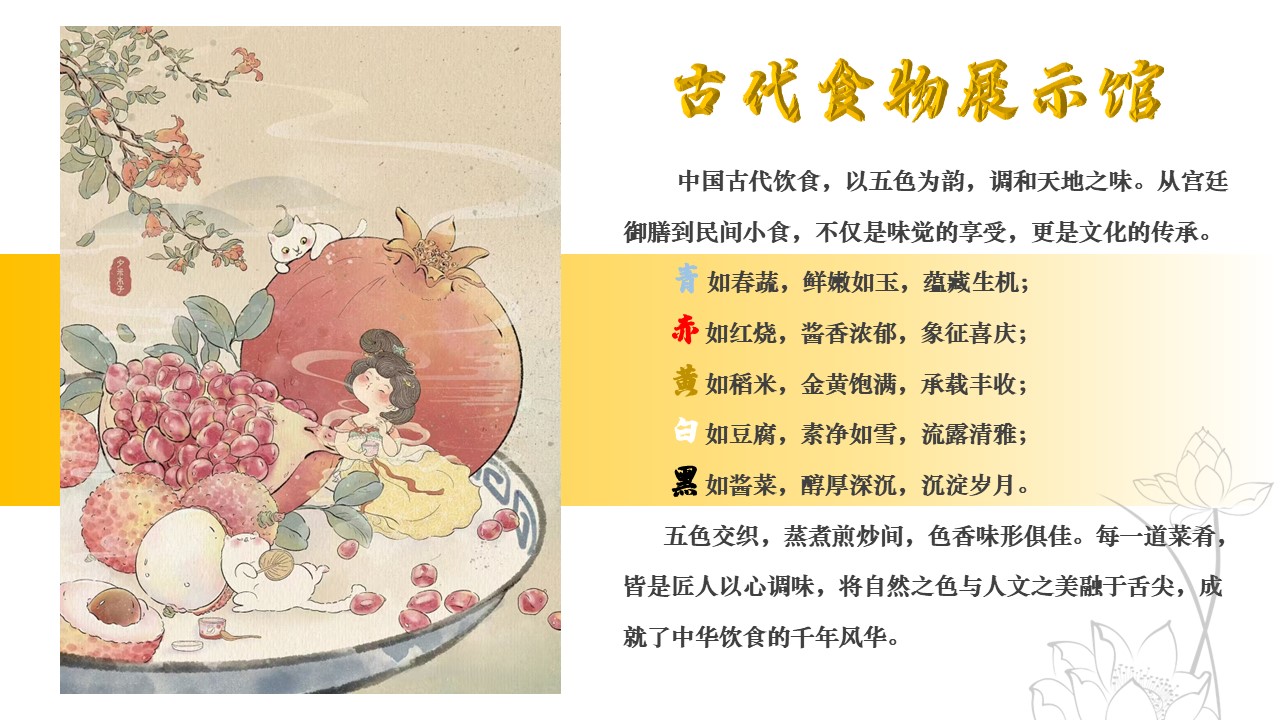 古代食物展示馆
中国古代饮食，以五色为韵，调和天地之味。从宫廷
御膳到民间小食，不仅是味觉的享受，更是文化的传承。
青如春蔬，鲜嫩如玉，蕴藏生机；
赤如红烧，酱香浓郁，象征喜庆；
黄如稻米，金黄饱满，承载丰收；
白如豆腐，素净如雪，流露清雅；
黑如酱菜，醇厚深沉，沉淀岁月。
五色交织，蒸煮煎炒间，色香味形俱佳。每一道菜肴，
皆是匠人以心调味，将自然之色与人文之美融于舌尖，成
就了中华饮食的千年风华。
夕禾木子